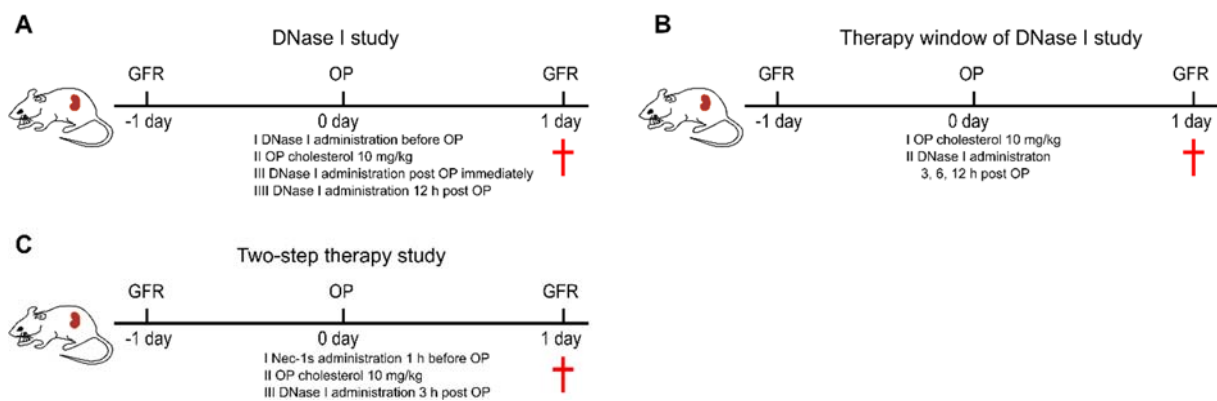 A
DNase I study
GFR OP GFR
-1 day 0 day 1 day
I DNase I administration before OP
II OP cholesterol 10 mg/kg
III DNase I administration post OP immediately
IIII DNase I administration 12 h post OP
B
Therapy window of DNase I study
GFR OP GFR
-1 day 0 day 1 day
I OP cholesterol 10 mg/kg
II DNase I administraton
3, 6, 12 h post OP
C
Two-step therapy study
GFR OP GFR
-1 day 0 day 1 day
I Nec-1s administration 1 h before OP
II OP cholesterol 10 mg/kg
III DNase I administration 3 h post OP